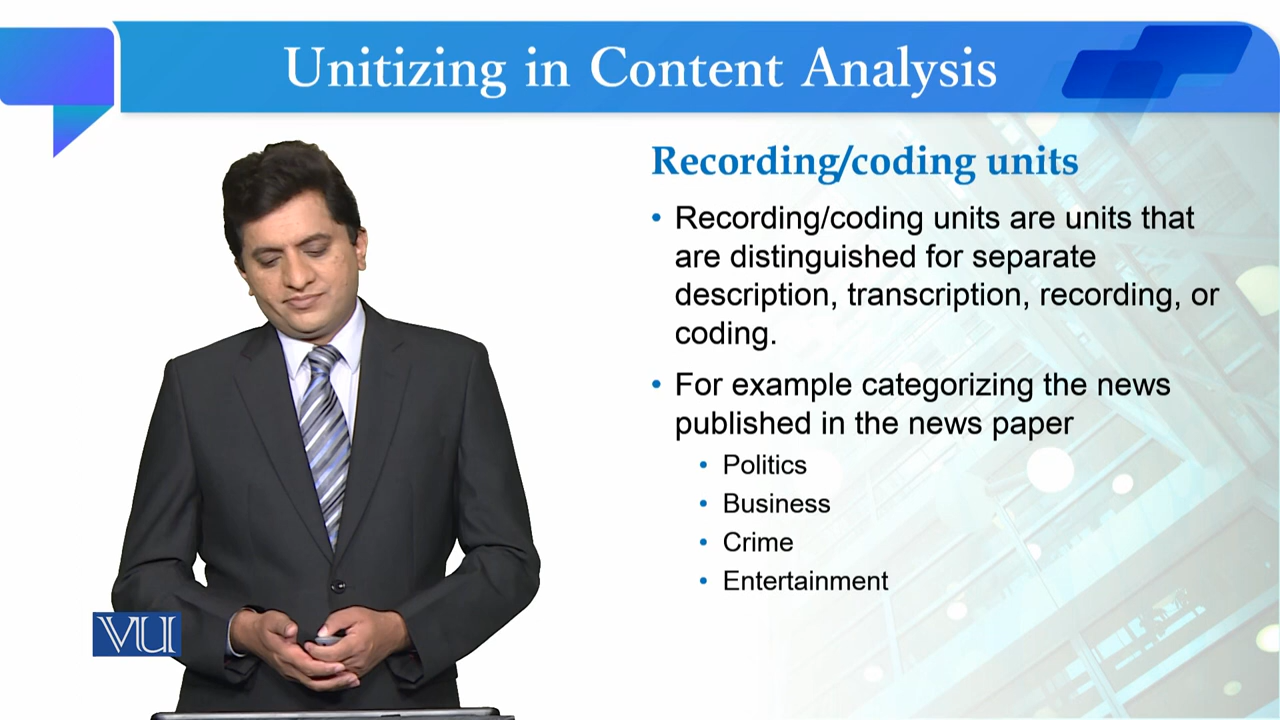 Unitizing in Content Analysis
Recording/coding units
• Recording/coding units are units that
are distinguished for separate
description, transcription, recording, or
coding.
• For example categorizing the news
published in the news paper
• Politics
• Business
• Crime
• Entertainment
VU